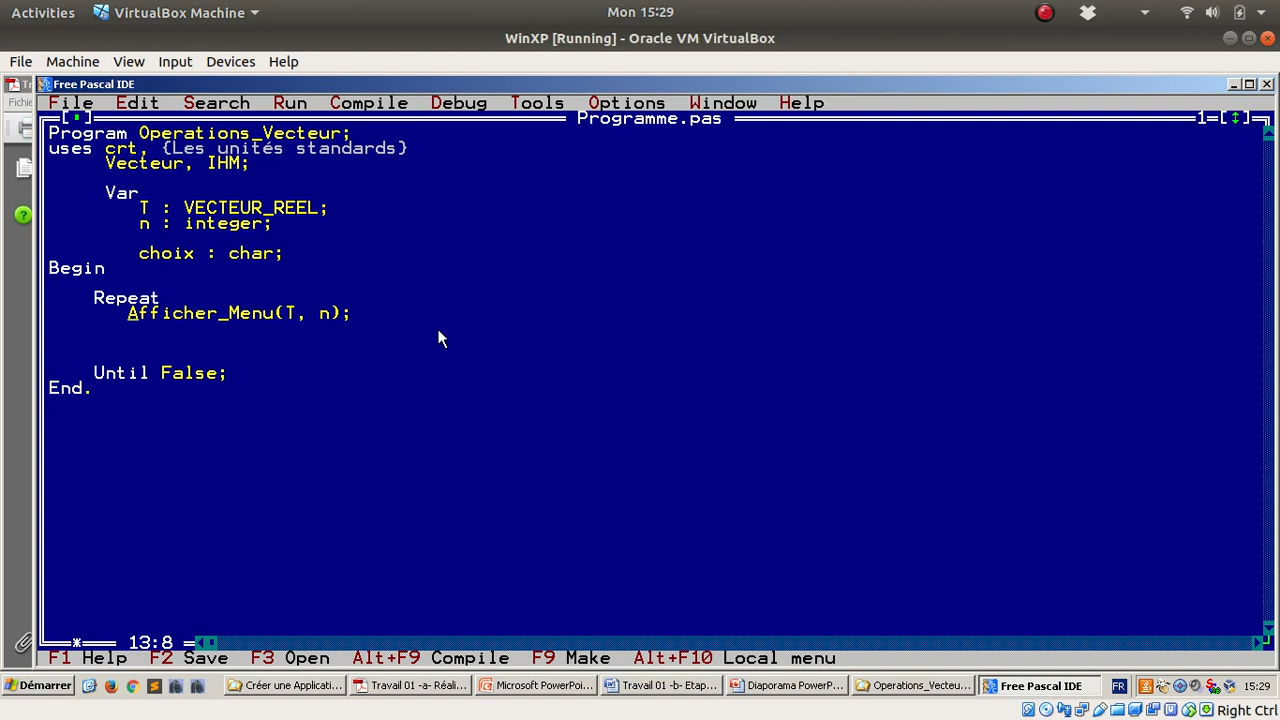 Activities VirtualBox Machine Mon 15:29
WinXP [Running] - Oracle VM VirtualBox
File Machine View Input Devices Help
Free Pascal IDE
Fichie
File Edit Search Run Compile Debug Tools Options Window Help
Programme.pas 1
Program Operations_Vecteur;
uses crt, {Les unités standards}
Vecteur, IHM;
Var
T : VECTEUR_REEL;
n : integer;
choix : char;
Begin
Repeat
Afficher_Menu(T, n);
Until False;
End.
* 13:8
F1 Help F2 Save F3 Open Alt+F9 Compile F9 Make Alt+F10 Local menu
Démarrer Créer une Applicati... Travail 01 -a- Réali... Microsoft PowerPoi... Travail 01 -b- Etap... Diaporama PowerP... Operations_Vecteu... Free Pascal IDE FR 15:29
Right Ctrl